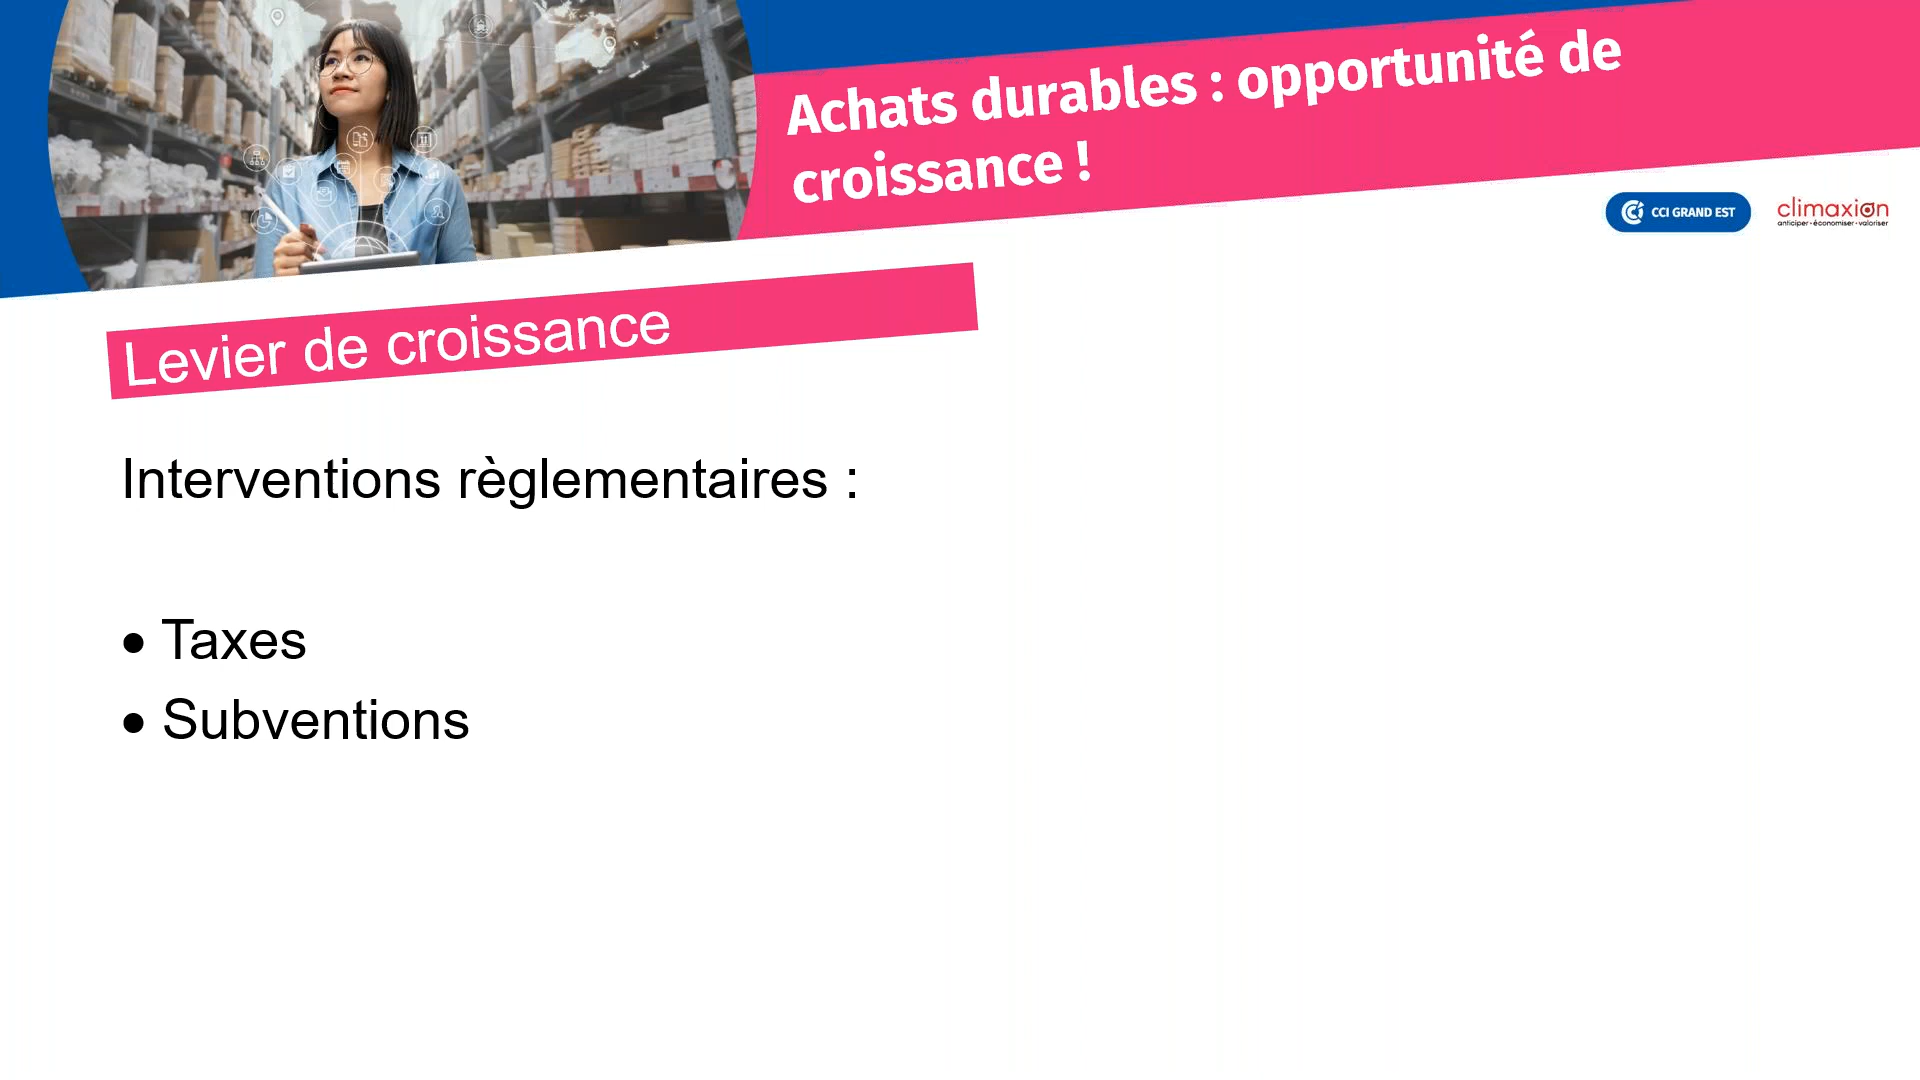 Achats durables : opportunité de
croissance !
CCI GRAND EST
climaxion
anticiper • économiser • valoriser
Levier de croissance
Interventions règlementaires :
• Taxes
• Subventions